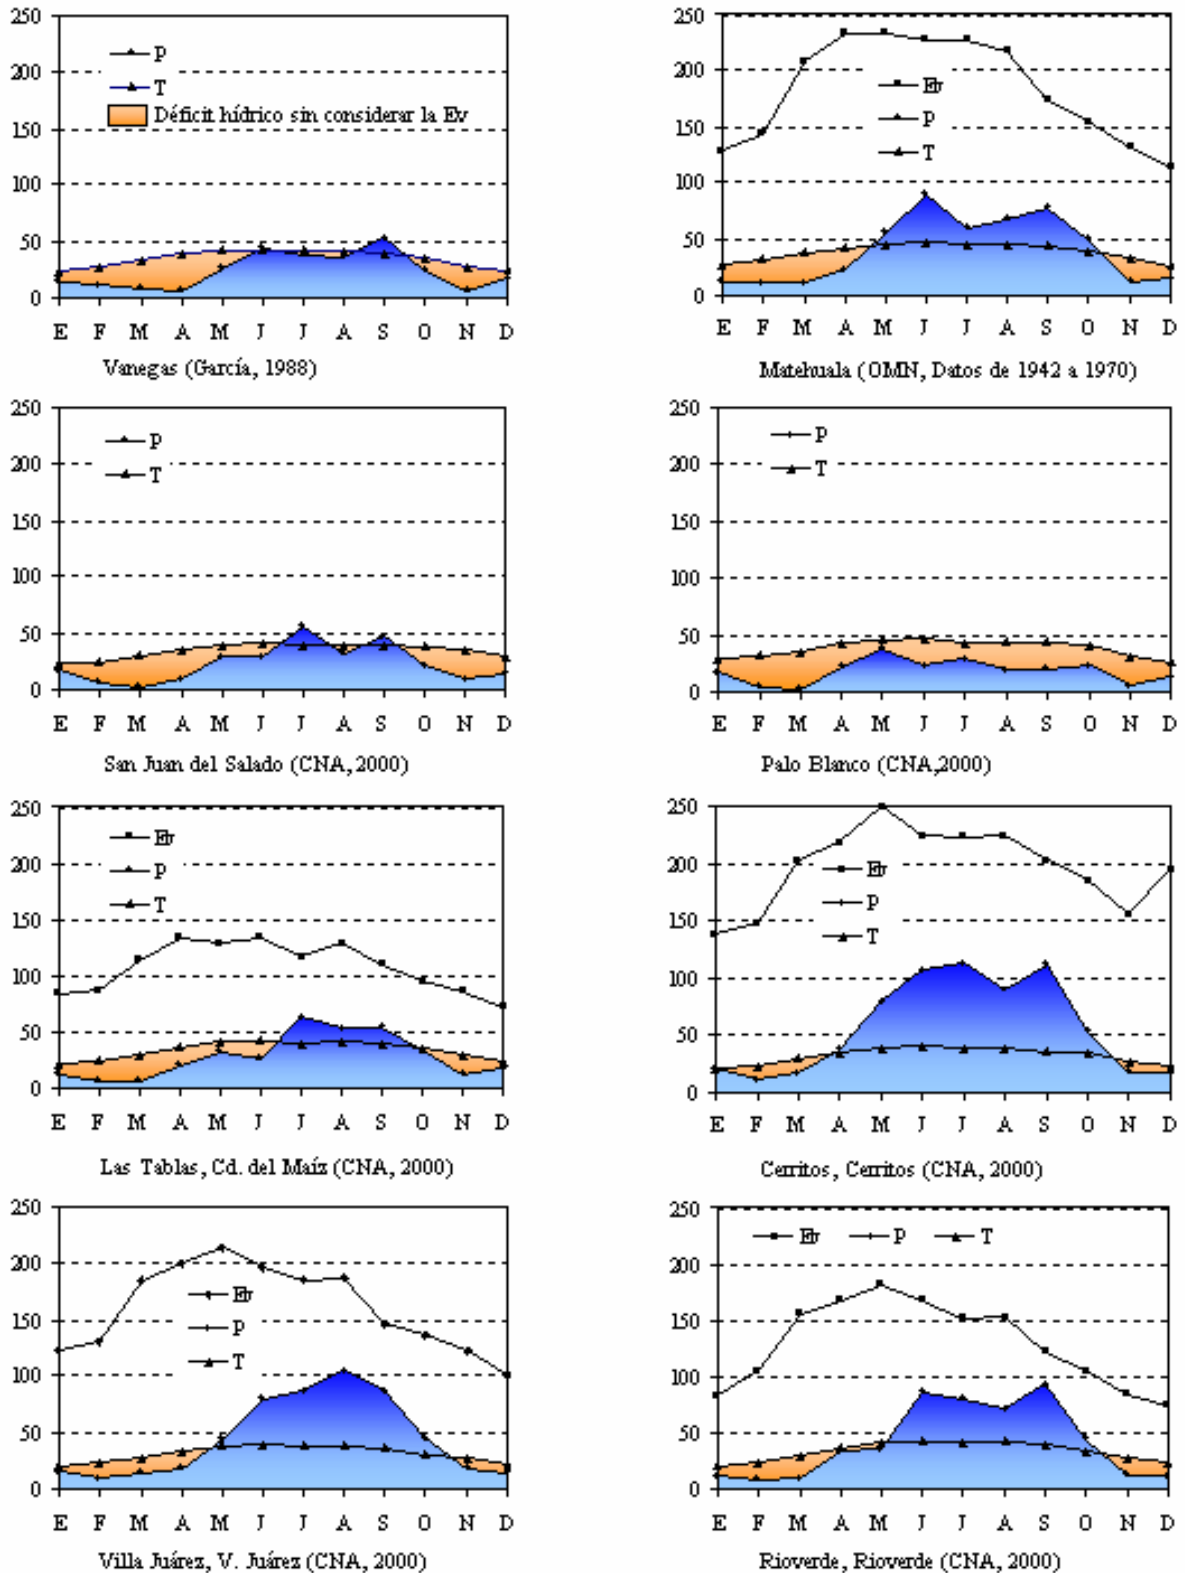 250
200
150
100
50
0
P
T
Déficit hídrico sin considerar la Ev
E F M A M J J A S O N D
Vanegas (García, 1988)
250
200
150
100
50
0
Ev
P
T
E F M A M J J A S O N D
Matehuala (OMN, Datos de 1942 a 1970)
250
200
150
100
50
0
P
T
E F M A M J J A S O N D
San Juan del Salado (CNA, 2000)
250
200
150
100
50
0
P
T
E F M A M J J A S O N D
Palo Blanco (CNA,2000)
250
200
150
100
50
0
Ev
P
T
E F M A M J J A S O N D
Las Tablas, Cd. del Maíz (CNA, 2000)
250
200
150
100
50
0
Ev
P
T
E F M A M J J A S O N D
Cerritos, Cerritos (CNA, 2000)
250
200
150
100
50
0
Ev
P
T
E F M A M J J A S O N D
Villa Juárez, V. Juárez (CNA, 2000)
250
200
150
100
50
0
Ev P T
E F M A M J J A S O N D
Rioverde, Rioverde (CNA, 2000)